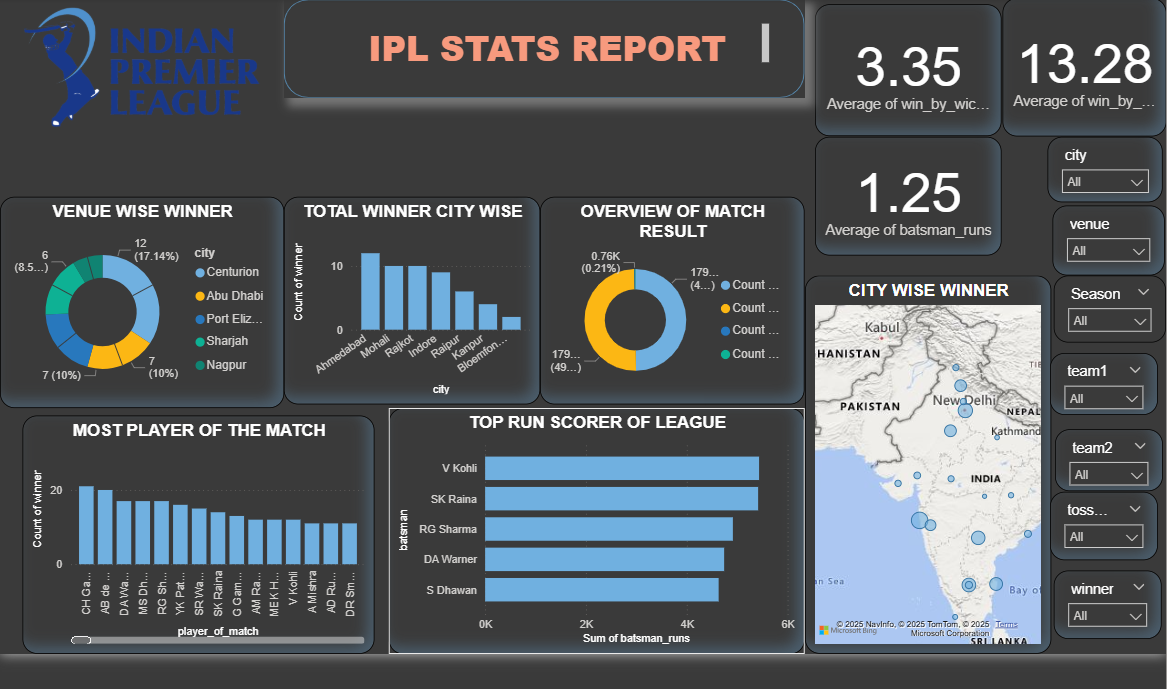 INDIAN
PREMIER
LEAGUE
IPL STATS REPORT
3.35
Average of win_by_wic...
13.28
Average of win_by_...
1.25
Average of batsman_runs
city
All
venue
All
Season
All
team1
All
team2
All
toss...
All
winner
All
VENUE WISE WINNER
12
(17.14%)
6
(8.5...)
7
(10%)
7 (10%)
city
Centurion
Abu Dhabi
Port Eliz...
Sharjah
Nagpur
TOTAL WINNER CITY WISE
Count of winner
10
0
Ahmedabad
Mohali
Rajkot
Indore
Raipur
Kanpur
Bloemfon...
city
OVERVIEW OF MATCH
RESULT
0.76K
(0.21%)
179...
(4...)
179...
(49...)
Count ...
Count ...
Count ...
Count ...
CITY WISE WINNER
Kabul
HANISTAN
TIE
PAKISTAN
New Delhi
NEPAL
Kathmand
INDIA
an Sea
Bay of
© 2025 NavInfo, © 2025 TomTom, © 2025 Terms
Microsoft Bing
Microsoft Corporation
SRI LANKA
MOST PLAYER OF THE MATCH
Count of winner
20
0
CH Ga...
AB de ...
DA Wa...
MS Dh...
RG Sh...
YK Pat...
SR Wa...
SK Raina
G Gam...
AM Ra...
MEK H...
V Kohli
A Mishra
AD Ru...
DR Sm...
player_of_match
TOP RUN SCORER OF LEAGUE
batsman
V Kohli
SK Raina
RG Sharma
DA Warner
S Dhawan
0K
2K
4K
6K
Sum of batsman_runs